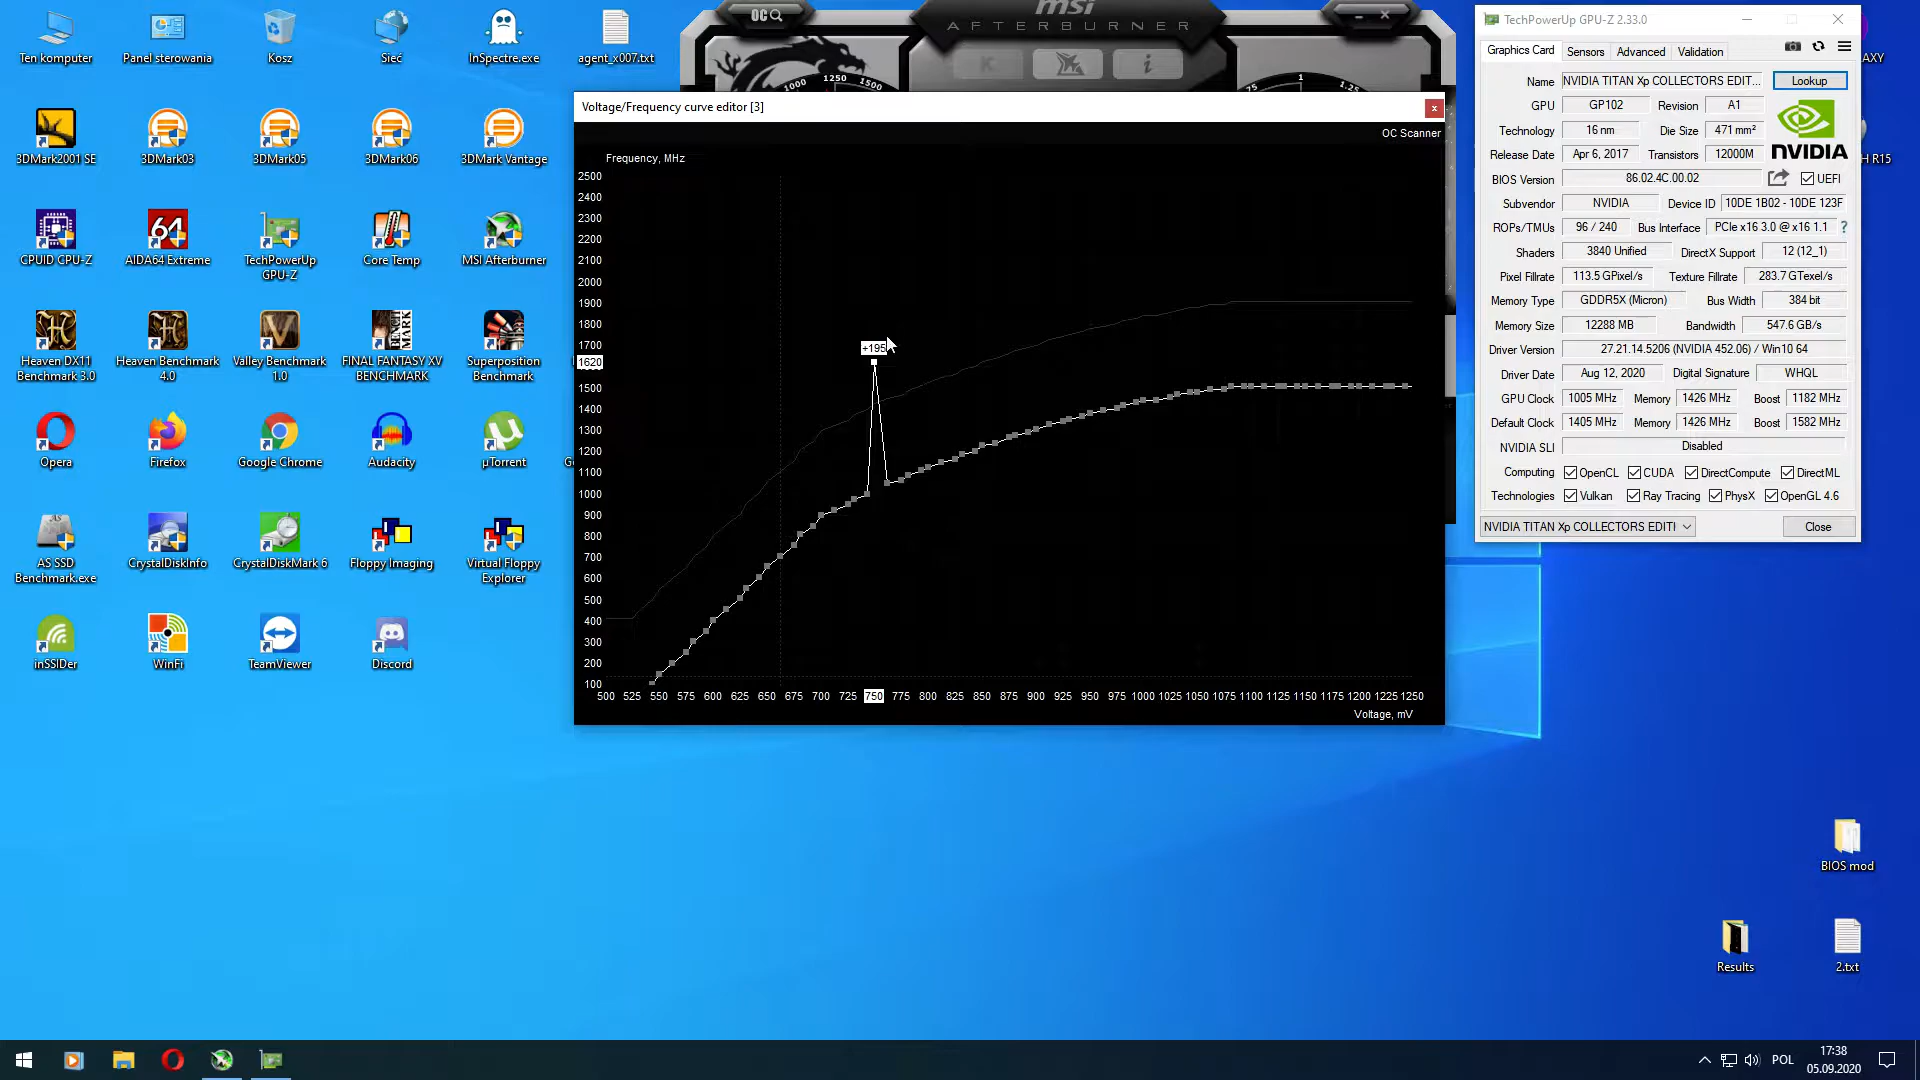 Ten komputer
Panel sterowania
Kosz
Sieć
InSpectre.exe
agent_x007.txt
3DMark2001 SE
3DMark03
3DMark05
3DMark06
3DMark Vantage
CPUID CPU-Z
AIDA64 Extreme
TechPowerUp
GPU-Z
Core Temp
MSI Afterburner
Heaven DX11
Benchmark 3.0
Heaven Benchmark
4.0
Valley Benchmark
1.0
FINAL FANTASY XV
BENCHMARK
Superposition
Benchmark
Opera
Firefox
Google Chrome
Audacity
µTorrent
AS SSD
Benchmark.exe
CrystalDiskInfo
CrystalDiskMark 6
Floppy Imaging
Virtual Floppy
Explorer
inSSIDer
WinFi
TeamViewer
Discord
OC
msi
AFTERBURNER
1000
1250
1500
75
1
1.25
Voltage/Frequency curve editor [3]
OC Scanner
Frequency, MHz
2500
2400
2300
2200
2100
2000
1900
1800
1700
1620
1500
1400
1300
1200
1100
1000
900
800
700
600
500
400
300
200
100
+195
500 525 550 575 600 625 650 675 700 725 750 775 800 825 850 875 900 925 950 975 1000 1025 1050 1075 1100 1125 1150 1175 1200 1225 1250
Voltage, mV
TechPowerUp GPU-Z 2.33.0
Graphics Card Sensors Advanced Validation
Name NVIDIA TITAN Xp COLLECTORS EDIT... Lookup
GPU GP102 Revision A1
Technology 16 nm Die Size 471 mm²
Release Date Apr 6, 2017 Transistors 12000M
NVIDIA
BIOS Version 86.02.4C.00.02 UEFI
Subvendor NVIDIA Device ID 10DE 1B02 - 10DE 123F
ROPs/TMUs 96 / 240 Bus Interface PCIe x16 3.0 @ x16 1.1 ?
Shaders 3840 Unified DirectX Support 12 (12_1)
Pixel Fillrate 113.5 GPixel/s Texture Fillrate 283.7 GTexel/s
Memory Type GDDR5X (Micron) Bus Width 384 bit
Memory Size 12288 MB Bandwidth 547.6 GB/s
Driver Version 27.21.14.5206 (NVIDIA 452.06) / Win10 64
Driver Date Aug 12, 2020 Digital Signature WHQL
GPU Clock 1005 MHz Memory 1426 MHz Boost 1182 MHz
Default Clock 1405 MHz Memory 1426 MHz Boost 1582 MHz
NVIDIA SLI Disabled
Computing OpenCL CUDA DirectCompute DirectML
Technologies Vulkan Ray Tracing PhysX OpenGL 4.6
NVIDIA TITAN Xp COLLECTORS EDITI Close
AXY
H R15
BIOS mod
Results
2.txt
POL
17:38
05.09.2020